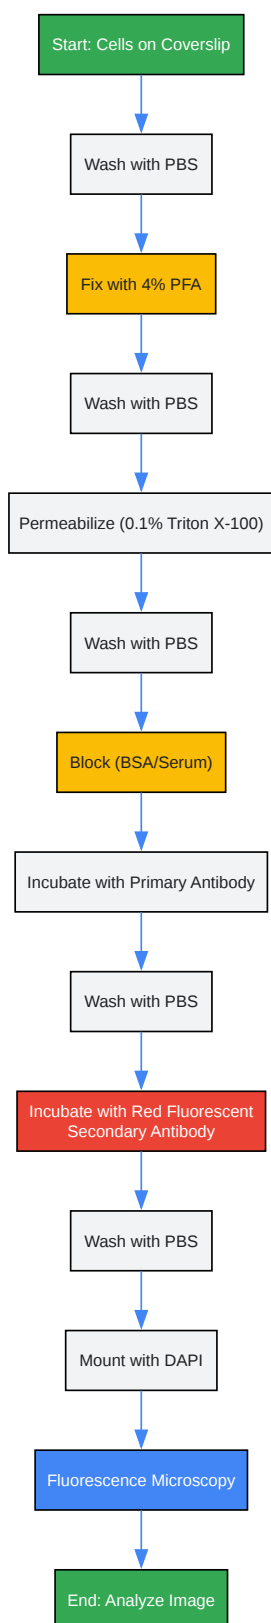 Start: Cells on Coverslip
Wash with PBS
Fix with 4% PFA
Wash with PBS
Permeabilize (0.1% Triton X-100)
Wash with PBS
Block (BSA/Serum)
Incubate with Primary Antibody
Wash with PBS
Incubate with Red Fluorescent
Secondary Antibody
Wash with PBS
Mount with DAPI
Fluorescence Microscopy
End: Analyze Image